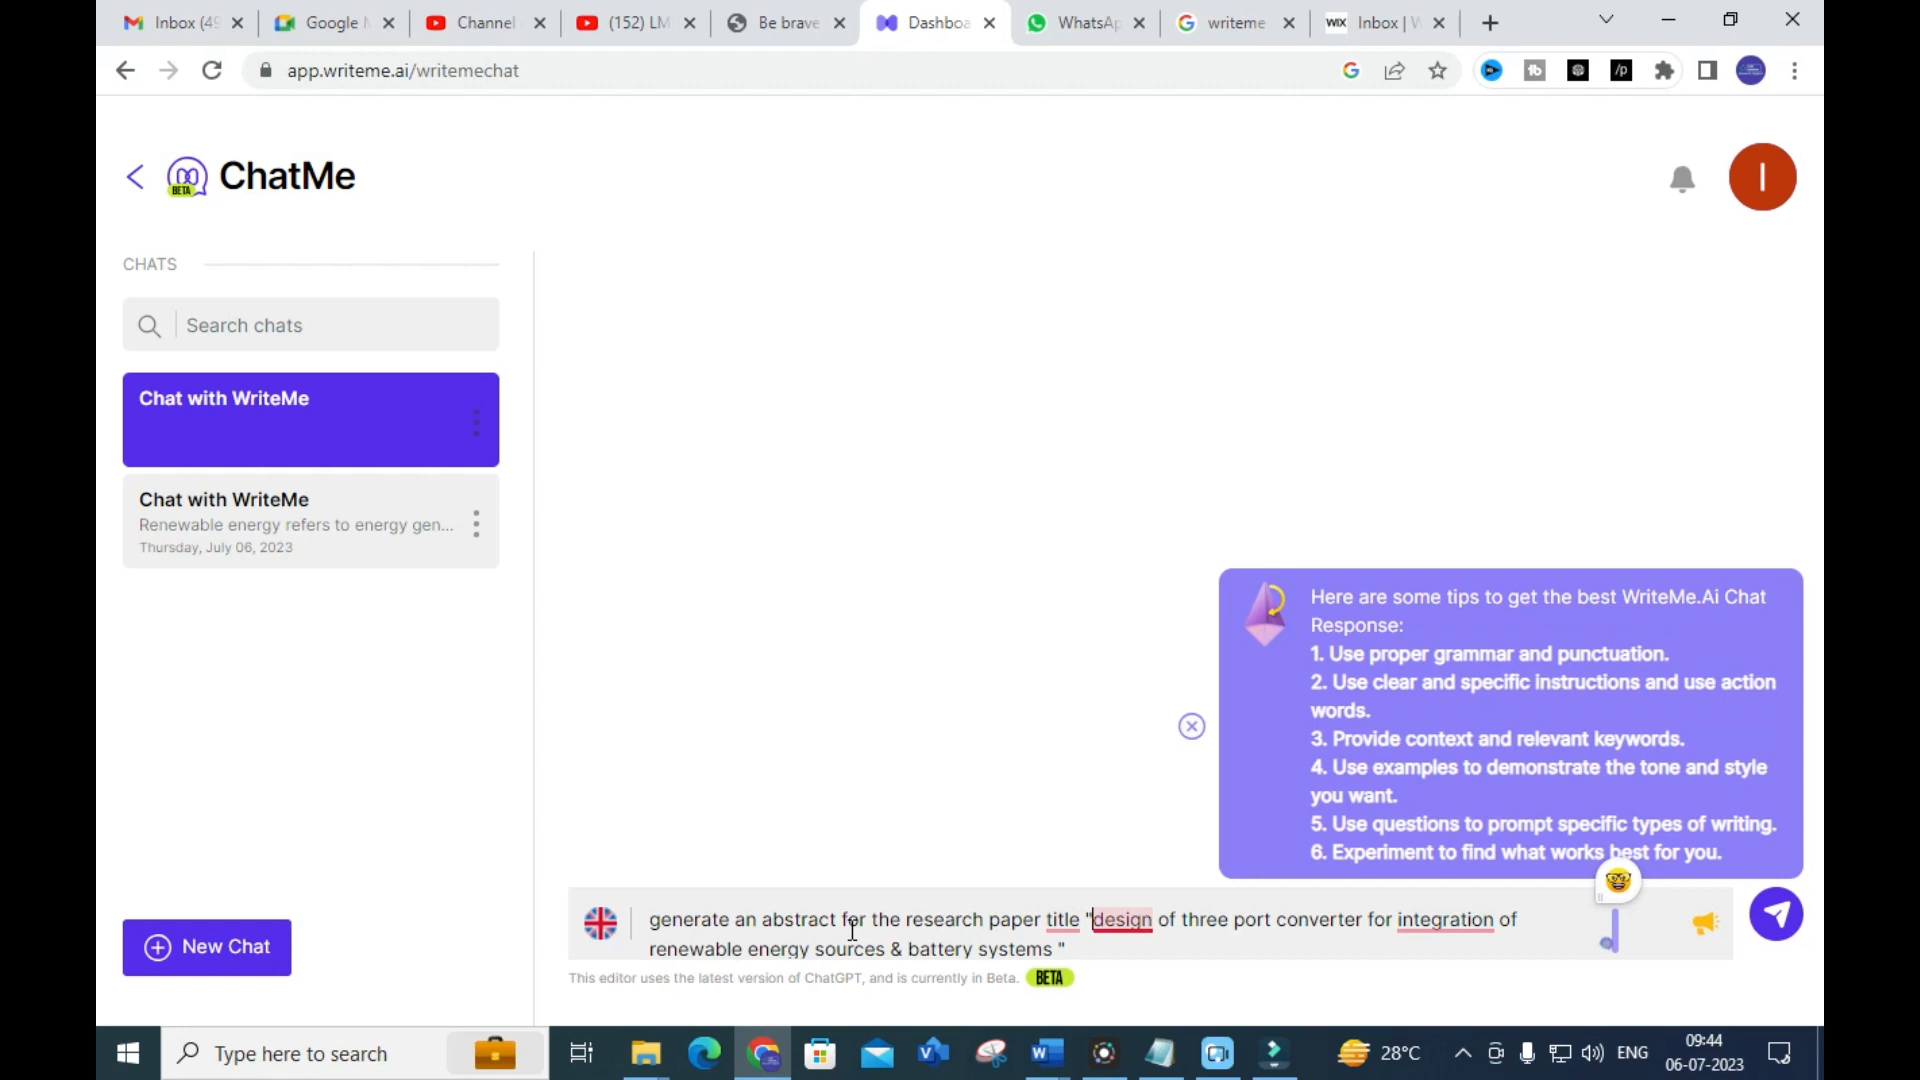 Inbox (49
Google M
Channel
(152) LM
Be brave
Dashboa
WhatsAp
writeme
WIX
Inbox | W
app.writeme.ai/writemechat
tb
/p
BETA
ChatMe
I
CHATS
Search chats
Chat with WriteMe
Chat with WriteMe
Renewable energy refers to energy gen...
Thursday, July 06, 2023
New Chat
Here are some tips to get the best WriteMe.Ai Chat
Response:
1. Use proper grammar and punctuation.
2. Use clear and specific instructions and use action
words.
3. Provide context and relevant keywords.
4. Use examples to demonstrate the tone and style
you want.
5. Use questions to prompt specific types of writing.
6. Experiment to find what works best for you.
generate an abstract for the research paper title "design of three port converter for integration of
renewable energy sources & battery systems "
This editor uses the latest version of ChatGPT, and is currently in Beta. BETA
Type here to search
28°C
ENG
09:44
06-07-2023